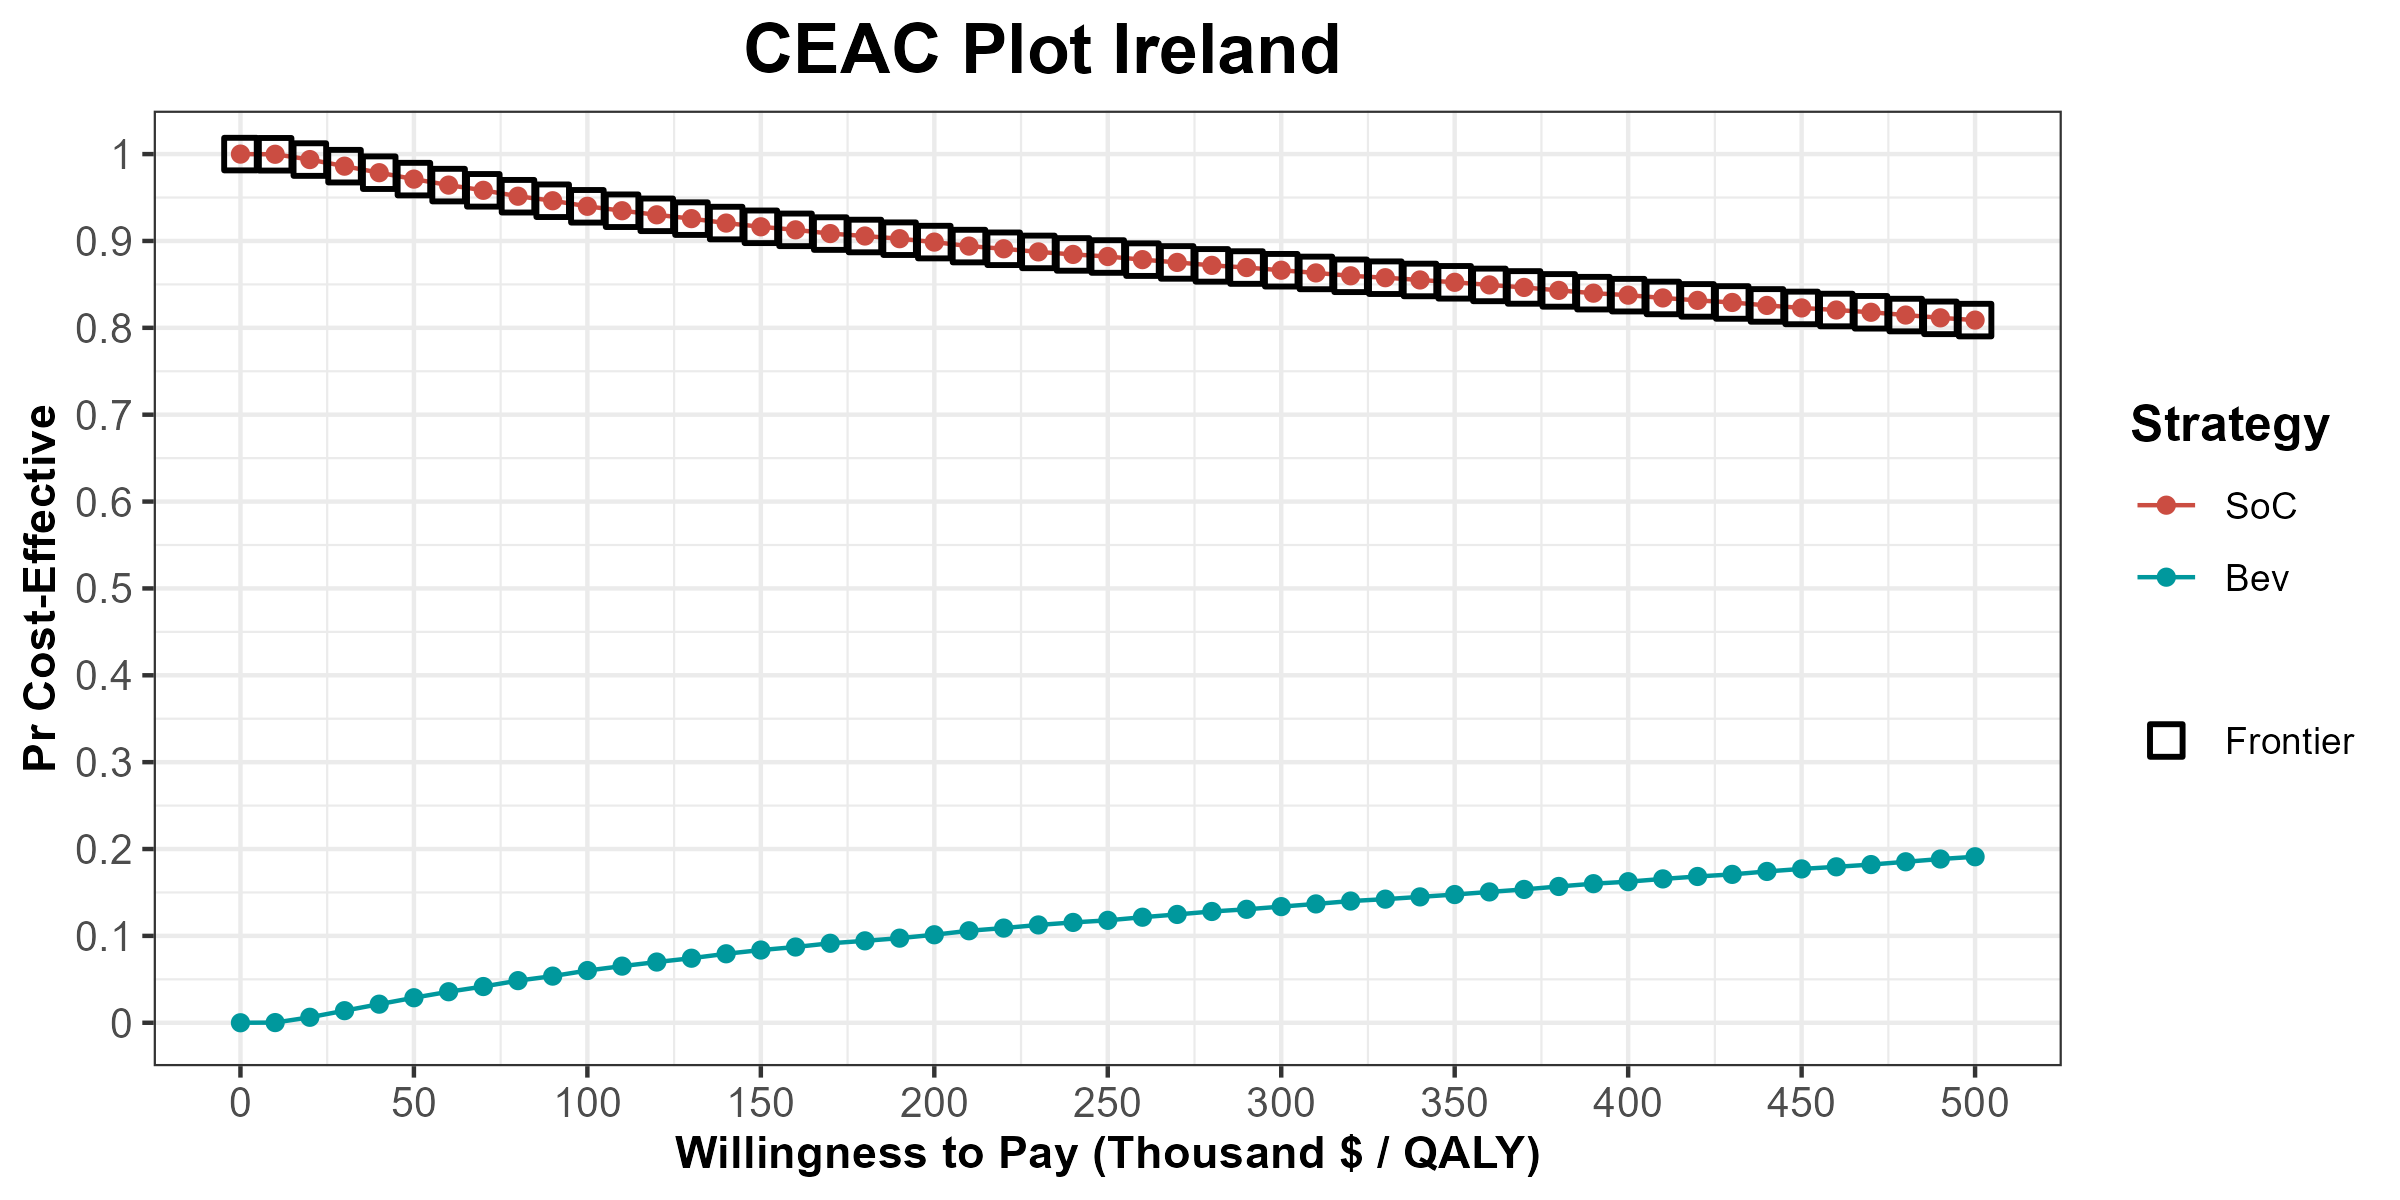 CEAC Plot Ireland
Pr Cost-Effective
1
0.9
0.8
0.7
0.6
0.5
0.4
0.3
0.2
0.1
0
0 50 100 150 200 250 300 350 400 450 500
Willingness to Pay (Thousand $ / QALY)
Strategy
SoC
Bev
Frontier